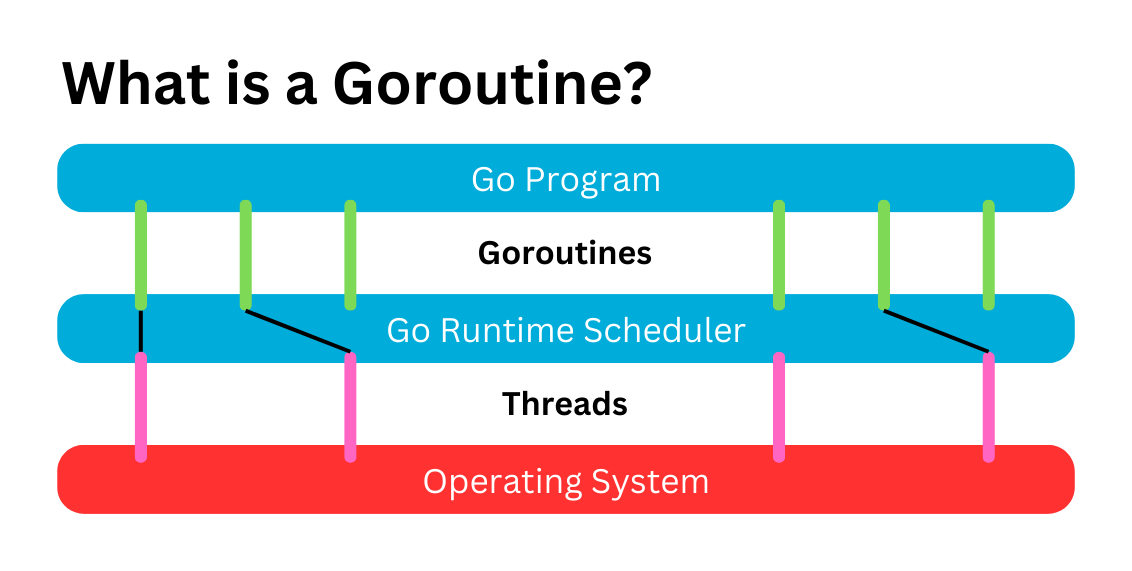 What is a Goroutine?
Go Program
Goroutines
Go Runtime Scheduler
Threads
Operating System